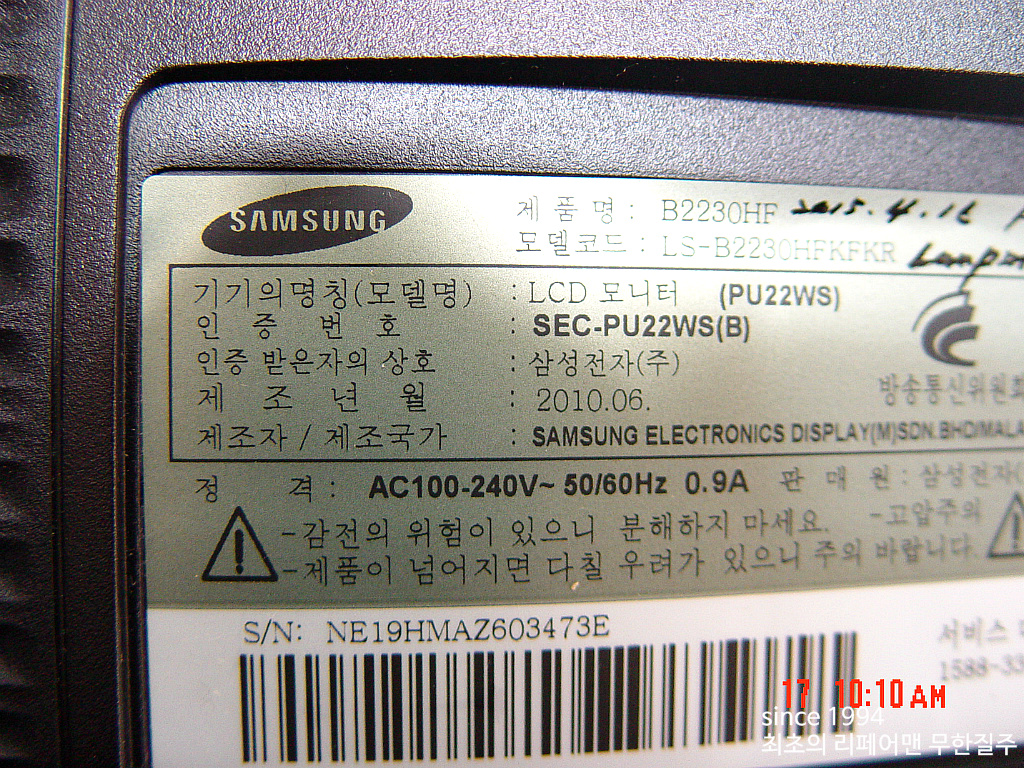 SAMSUNG
제 품 명 : B2230HF 2015. 4. 12
모델코드 : LS-B2230HFKFKR
기기의명칭(모델명) : LCD 모니터 (PU22WS)
인 증 번 호 : SEC-PU22WS(B)
인증 받은자의 상호 : 삼성전자(주)
제 조 년 월 : 2010.06.
방송통신위원회
제조자 / 제조국가 : SAMSUNG ELECTRONICS DISPLAY(M)SDN.BHD/MALA
정 격 : AC100-240V~ 50/60Hz 0.9A 판 매 원 : 삼성전자(
-감전의 위험이 있으니 분해하지 마세요. -고압주의
-제품이 넘어지면 다칠 우려가 있으니 주의 바랍니다.
S/N: NE19HMAZ603473E
서비스
1588-33
17 10:10 AM
since 1994
최초의 리페어맨 무한질주